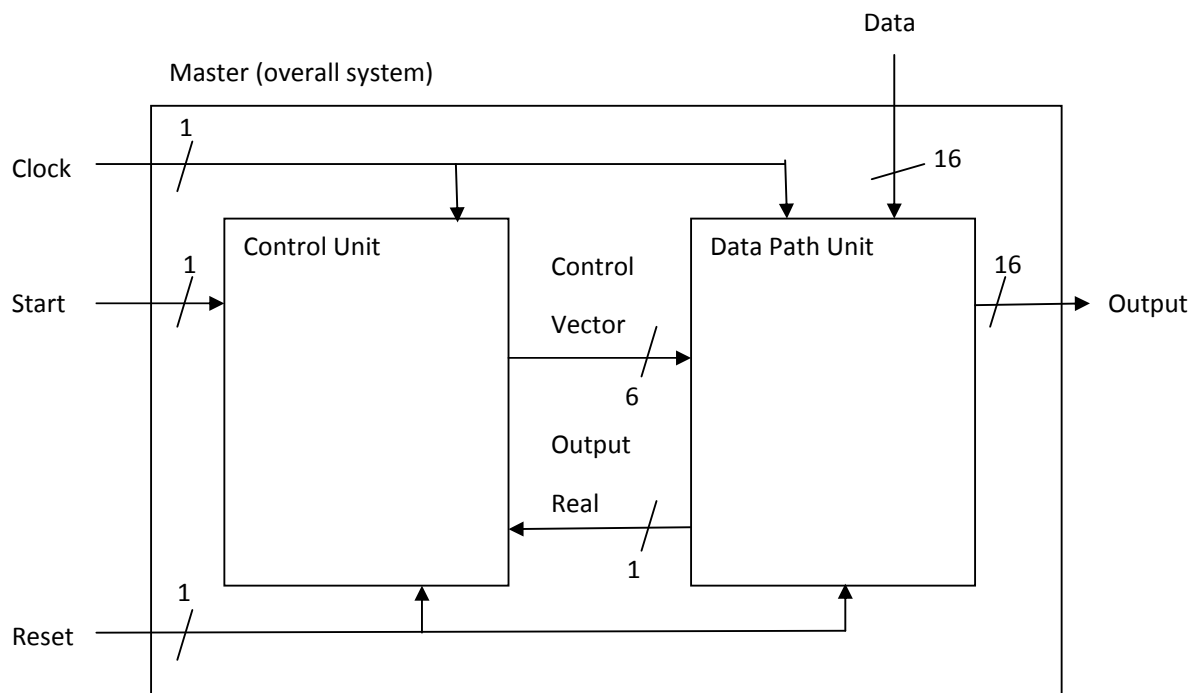 Data
Master (overall system)
1
Clock
16
Control Unit
Data Path Unit
1
Control
16
Start
Vector
Output
6
Output
Real
1
1
Reset